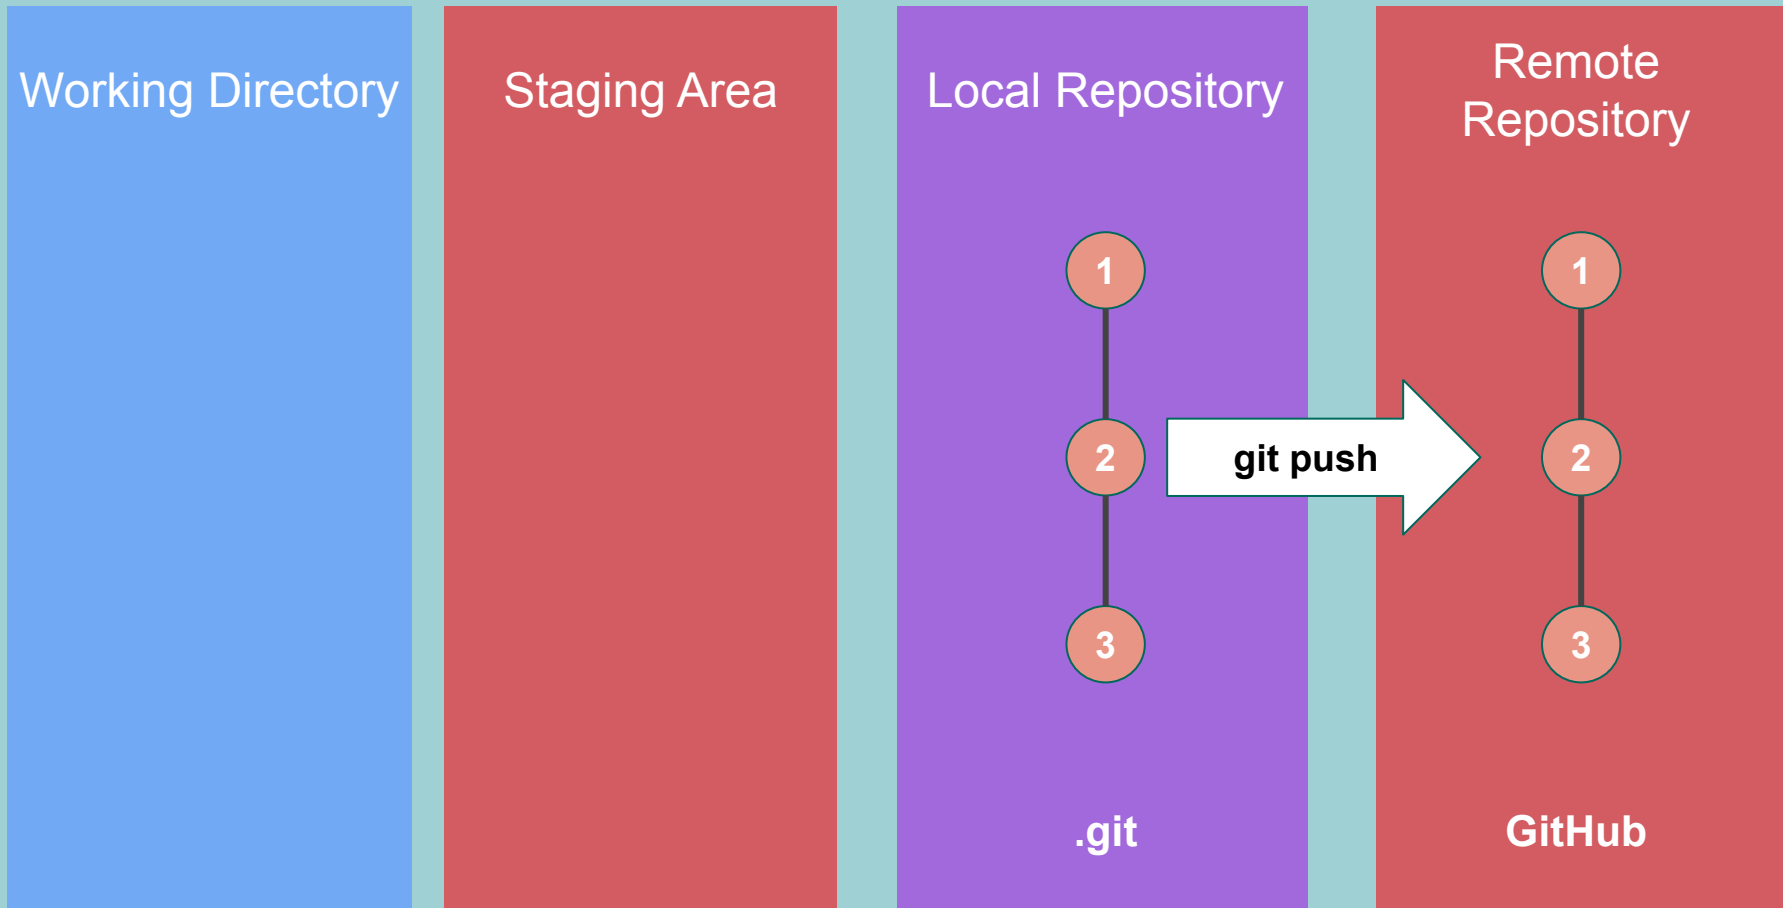 Working Directory
Staging Area
Local Repository
Remote
Repository
1
1
2
git push
2
3
3
.git
GitHub